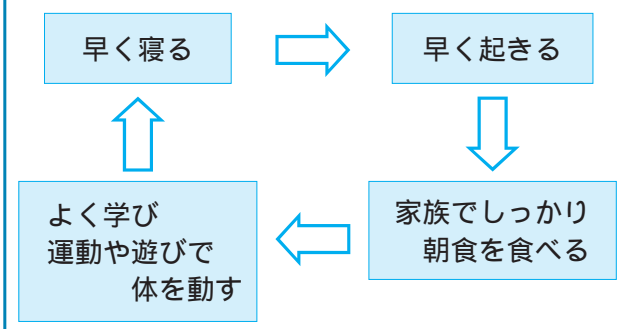 早く寝る
早く起きる
家族でしっかり
朝食を食べる
よく学び
運動や遊びで
体を動す